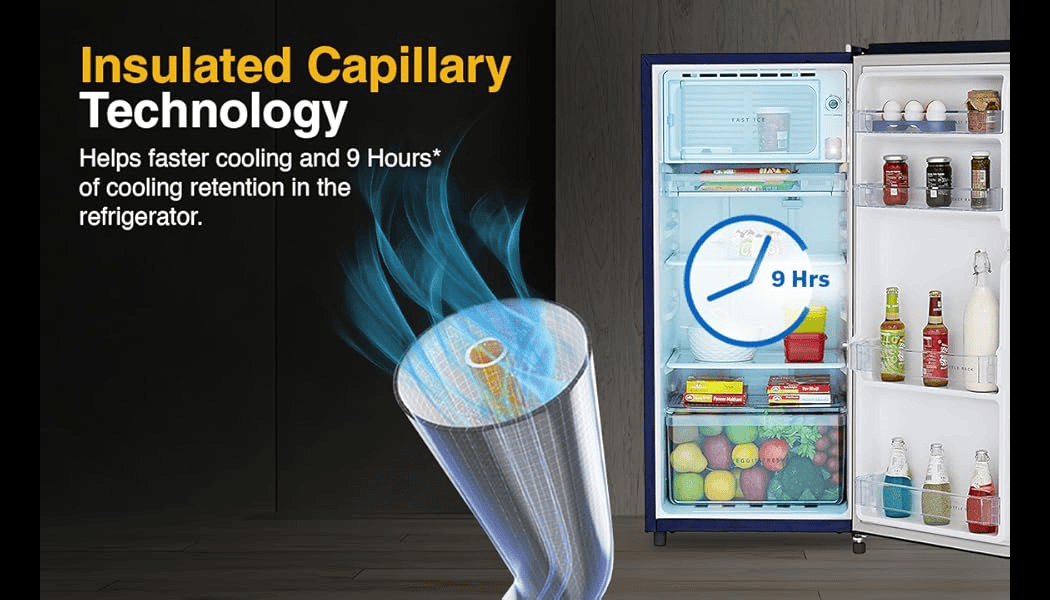 Insulated Capillary
Technology
Helps faster cooling and 9 Hours*
of cooling retention in the
refrigerator.
FAST ICE
9 Hrs